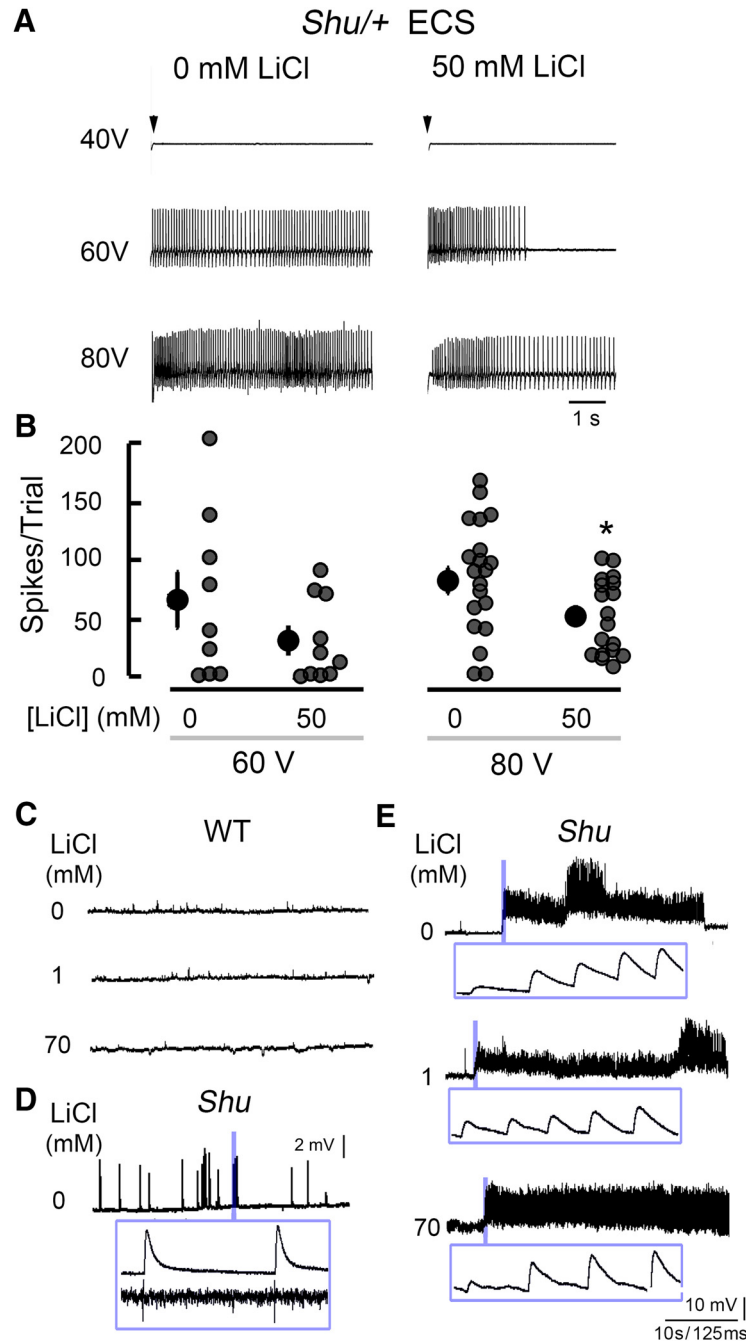 A
Shu/+ ECS
0 mM LiCl
50 mM LiCl
40V
60V
80V
1 s
B
Spikes/Trial
200
150
100
50
0
*
[LiCl] (mM)
0
50
0
50
60 V
80 V
C
WT
LiCl
(mM)
0
1
70
D
Shu
LiCl
(mM)
0
2 mV
E
Shu
LiCl
(mM)
0
1
70
10 mV
10s/125ms